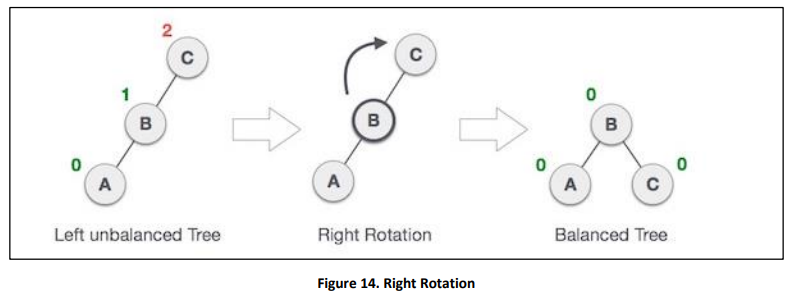 2
C
1
B
0
A
Left unbalanced Tree
C
B
A
Right Rotation
0
B
0
A
C
0
Balanced Tree
Figure 14. Right Rotation